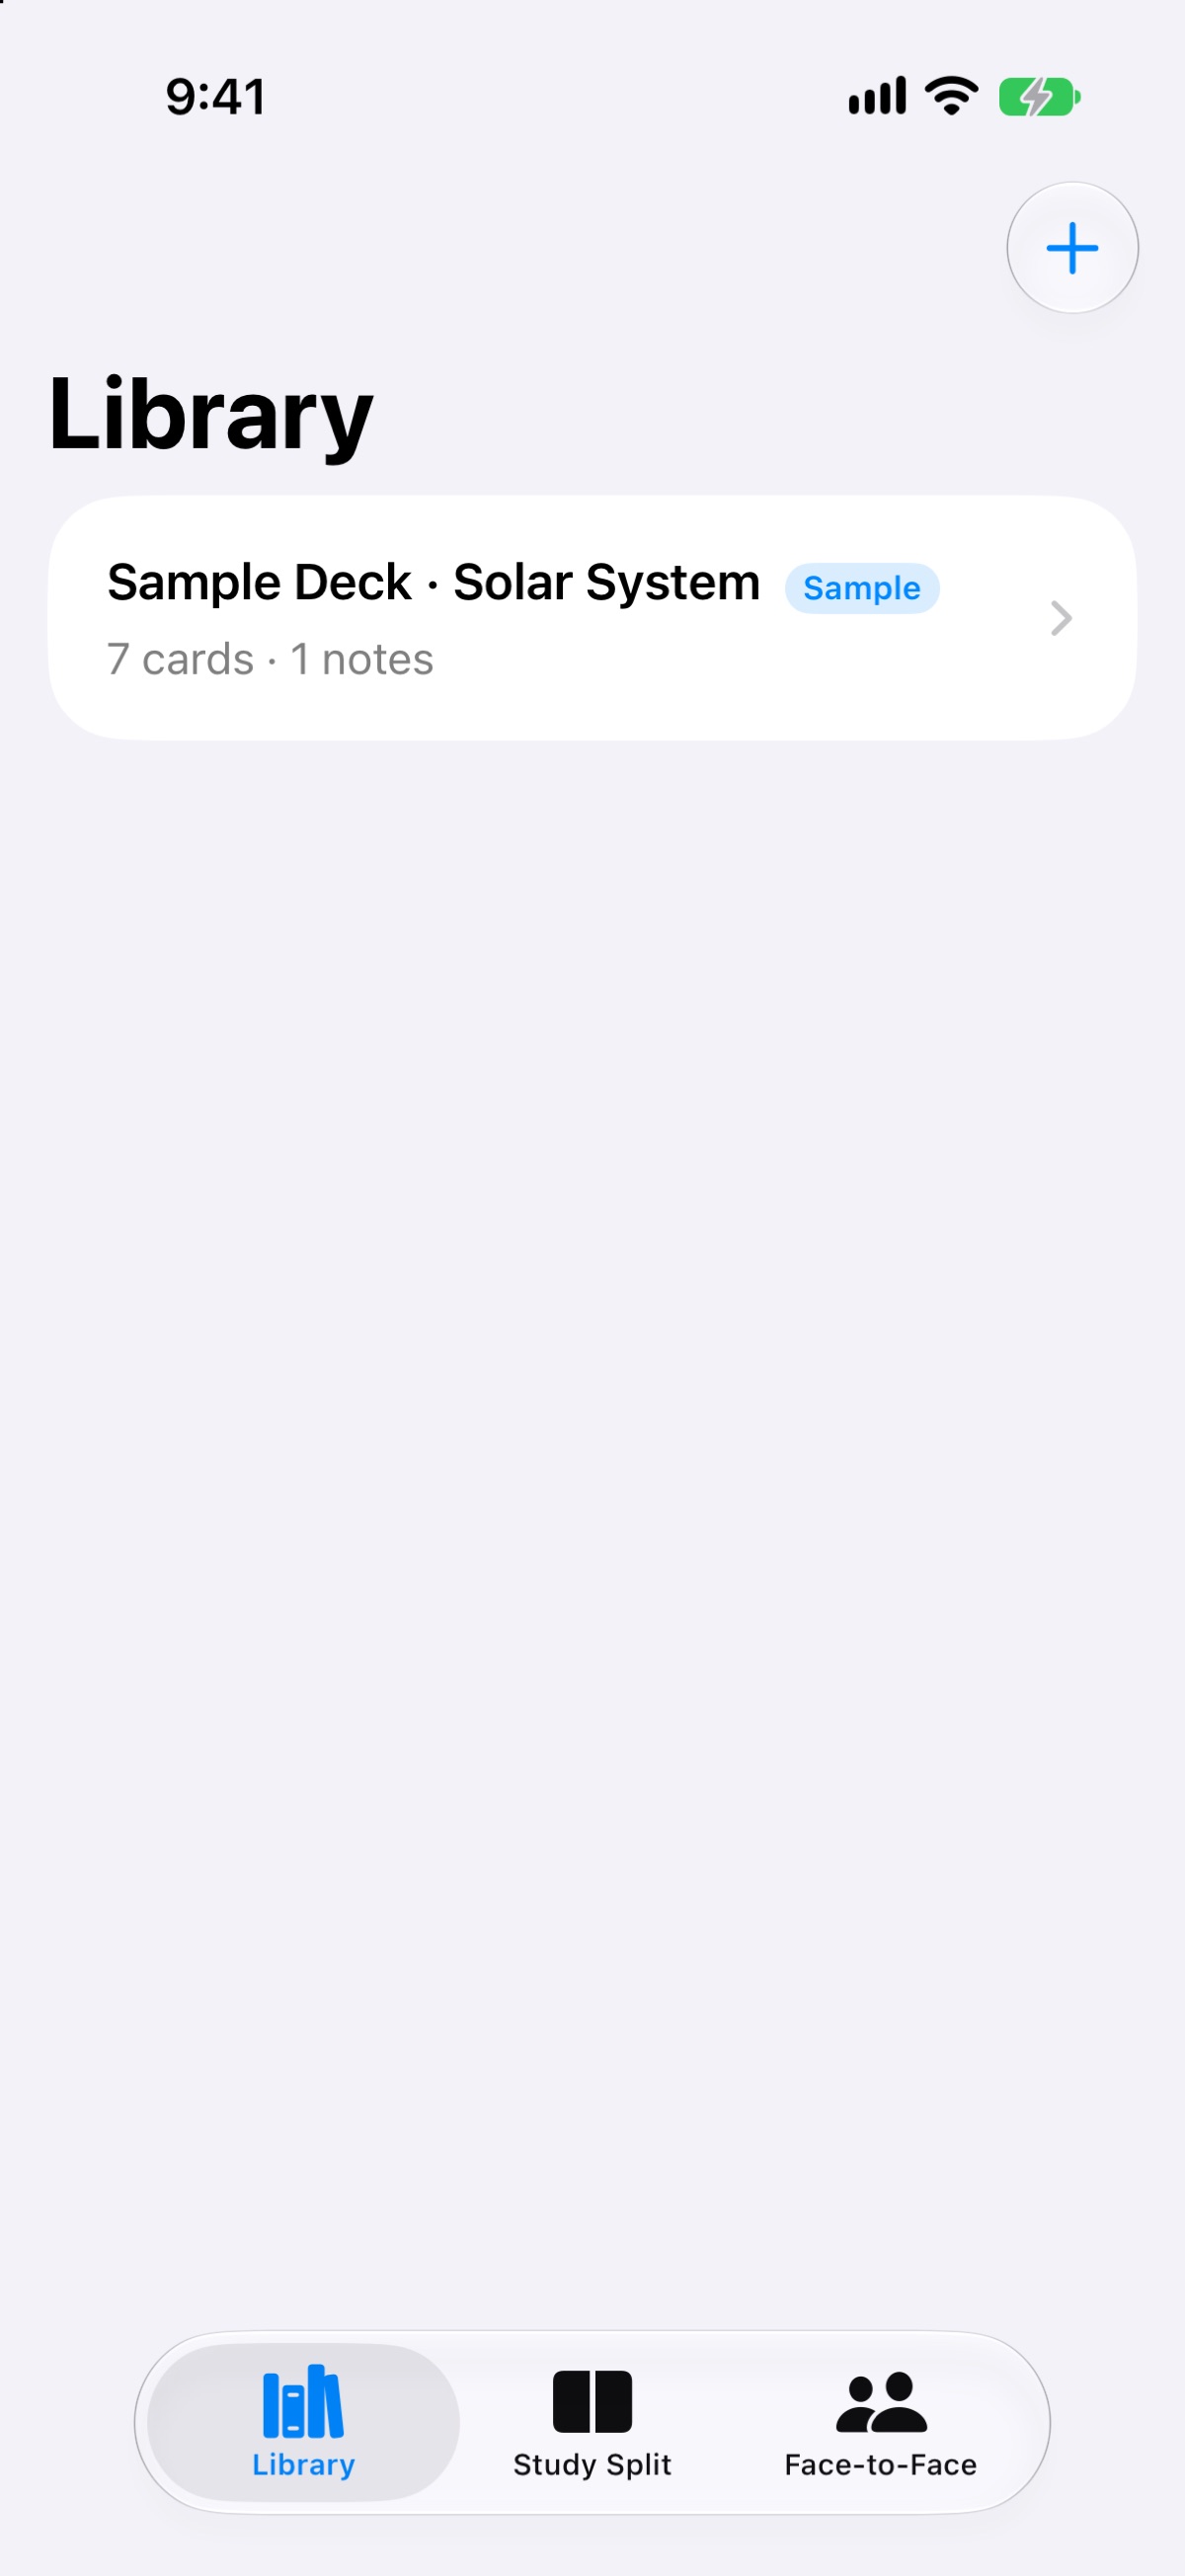 9:41
Library
Sample Deck · Solar System Sample
7 cards · 1 notes
Library
Study Split
Face-to-Face